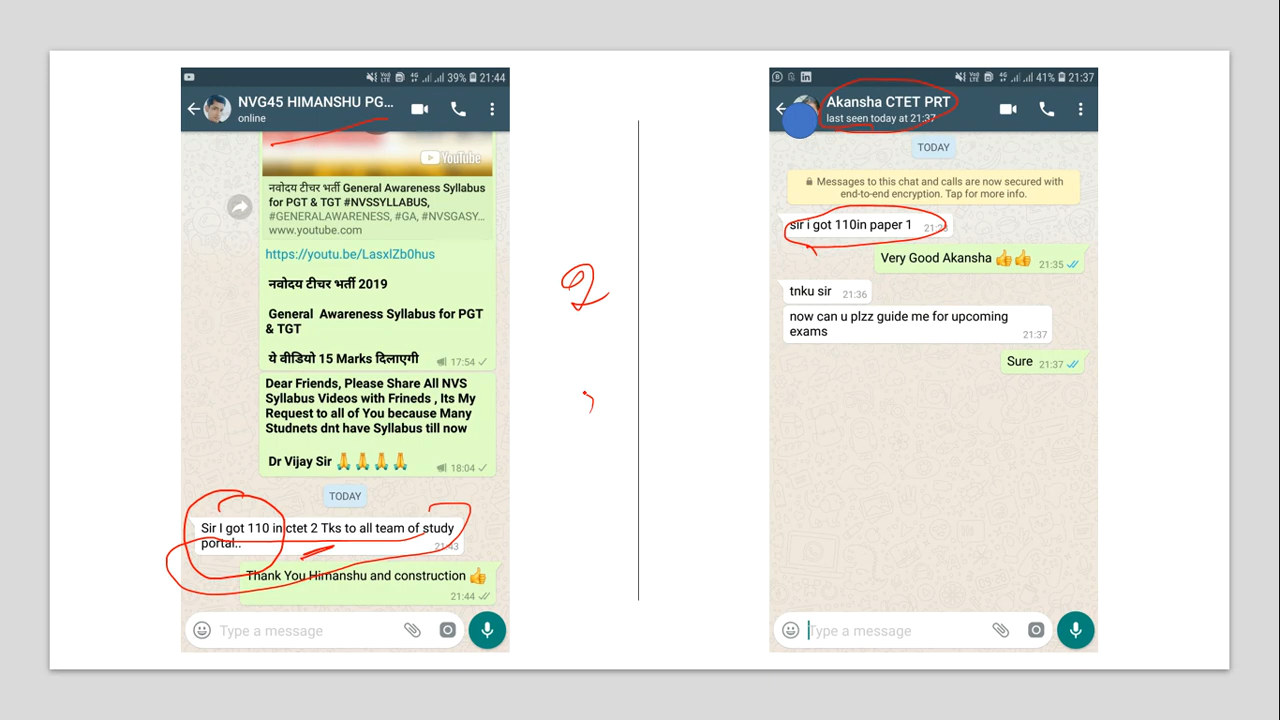 39% 21:44
NVG45 HIMANSHU PG...
online
YouTube
नवोदय टीचर भर्ती General Awareness Syllabus
for PGT & TGT #NVSSYLLABUS,
#GENERALAWARENESS, #GA, #NVSGASY...
www.youtube.com
https://youtu.be/LasxlZb0hus
नवोदय टीचर भर्ती 2019
General Awareness Syllabus for PGT
& TGT
ये वीडियो 15 Marks दिलाएगी
17:54
Dear Friends, Please Share All NVS
Syllabus Videos with Frineds , Its My
Request to all of You because Many
Studnets dnt have Syllabus till now
Dr Vijay Sir 🙏🙏🙏🙏
18:04
TODAY
Sir I got 110 in ctet 2 Tks to all team of study
portal..
21:43
Thank You Himanshu and construction 👍
21:44
Type a message
2
41% 21:37
Akansha CTET PRT
last seen today at 21:37
TODAY
Messages to this chat and calls are now secured with
end-to-end encryption. Tap for more info.
sir i got 110in paper 1
Very Good Akansha 👍👍 21:35
tnku sir 21:36
now can u plzz guide me for upcoming
exams
21:37
Sure 21:37
Type a message